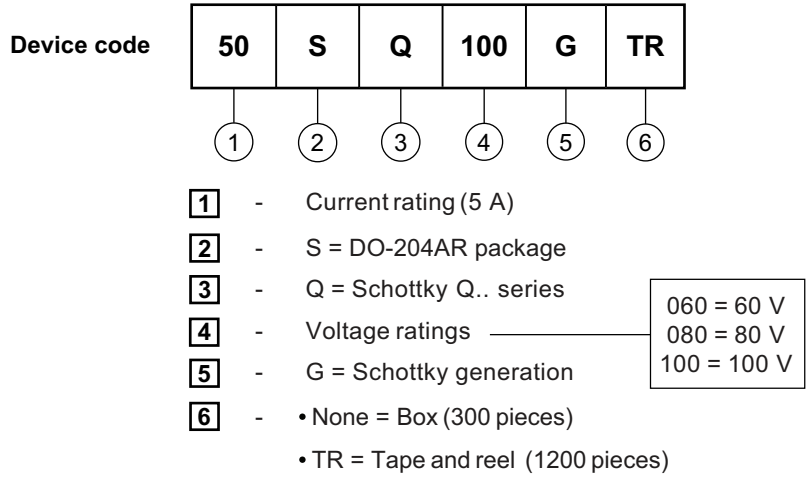 Device code 50 S Q 100 G TR
1 2 3 4 5 6
1 - Current rating (5 A)
2 - S = DO-204AR package
3 - Q = Schottky Q.. series
4 - Voltage ratings
060 = 60 V
080 = 80 V
100 = 100 V
5 - G = Schottky generation
6 - • None = Box (300 pieces)
• TR = Tape and reel (1200 pieces)